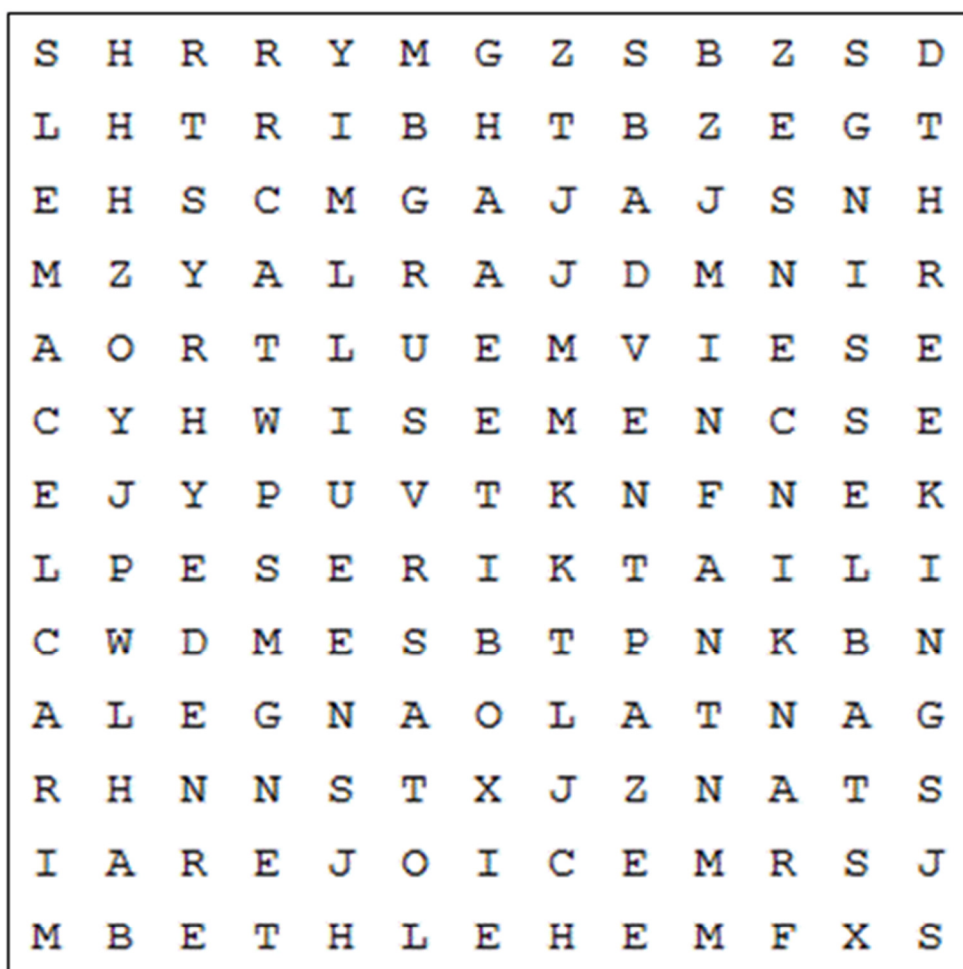 S H R R Y M G Z S B Z S D
L H T R I B H T B Z E G T
E H S C M G A J A J S N H
M Z Y A L R A J D M N I R
A O R T L U E M V I E S E
C Y H W I S E M E N C S E
E J Y P U V T K N F N E K
L P E S E R I K T A I L I
C W D M E S B T P N K B N
A L E G N A O L A T N A G
R H N N S T X J Z N A T S
I A R E J O I C E M R S J
M B E T H L E H E M F X S